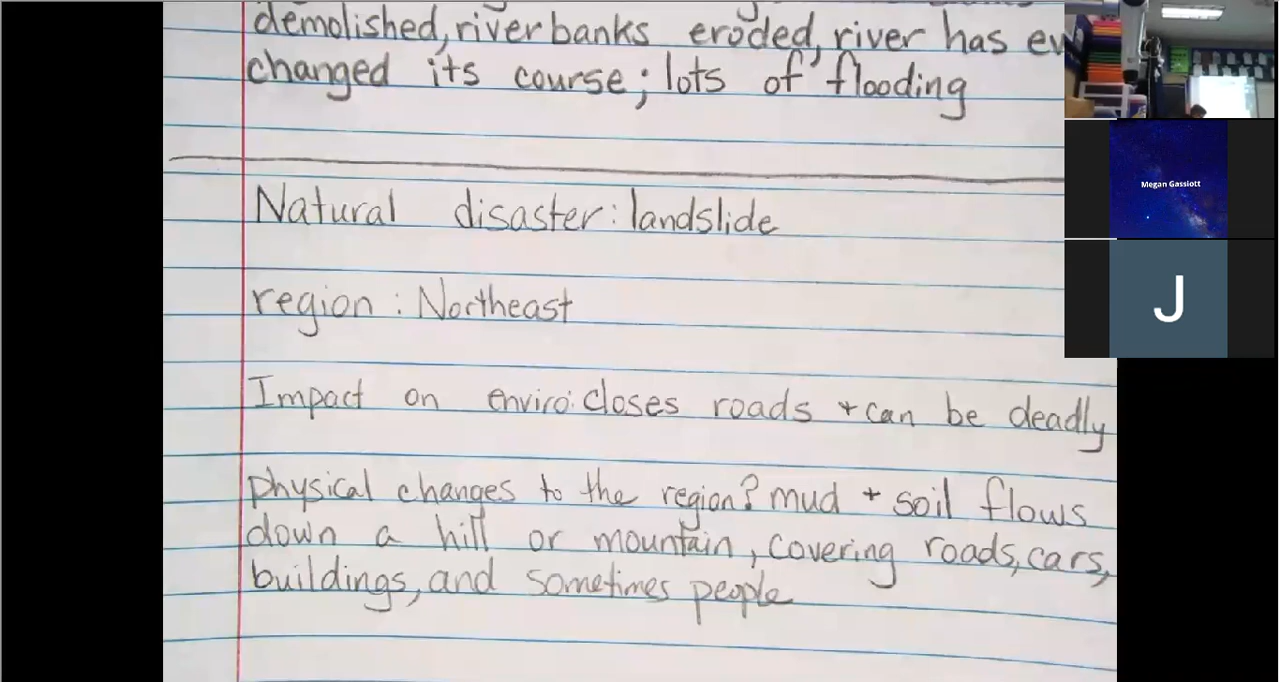 demolished, river banks eroded, river has
changed its course; lots of flooding
Natural disaster: landslide
region: Northeast
Impact on enviro: closes roads + can be deadly
physical changes to the region? mud + soil flows
down a hill or mountain, covering roads, cars,
buildings, and sometimes people
Megan Gassiott
J